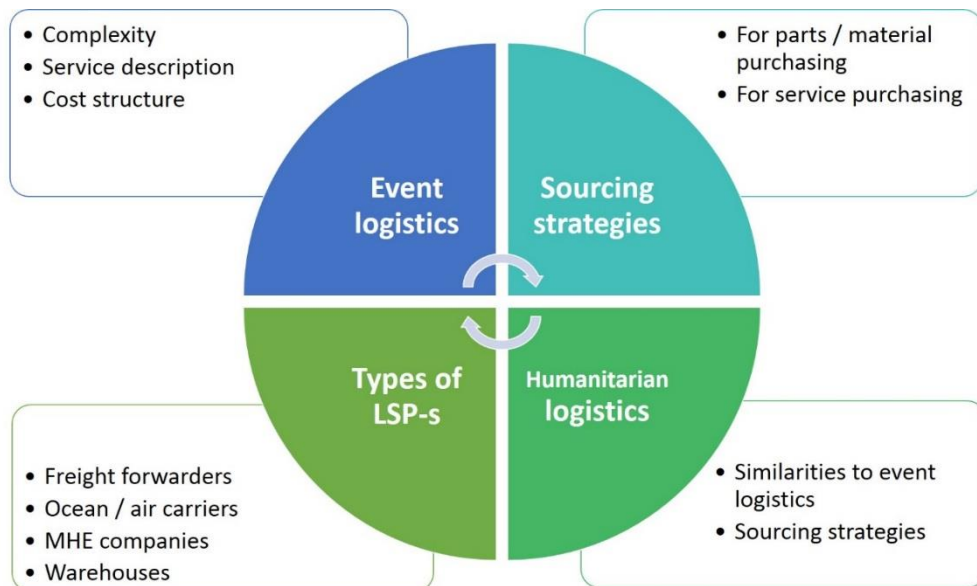 • Complexity
• Service description
• Cost structure
• For parts / material
purchasing
• For service purchasing
Event
logistics
Sourcing
strategies
Types of
LSP-s
Humanitarian
logistics
• Freight forwarders
• Ocean / air carriers
• MHE companies
• Warehouses
• Similarities to event
logistics
• Sourcing strategies